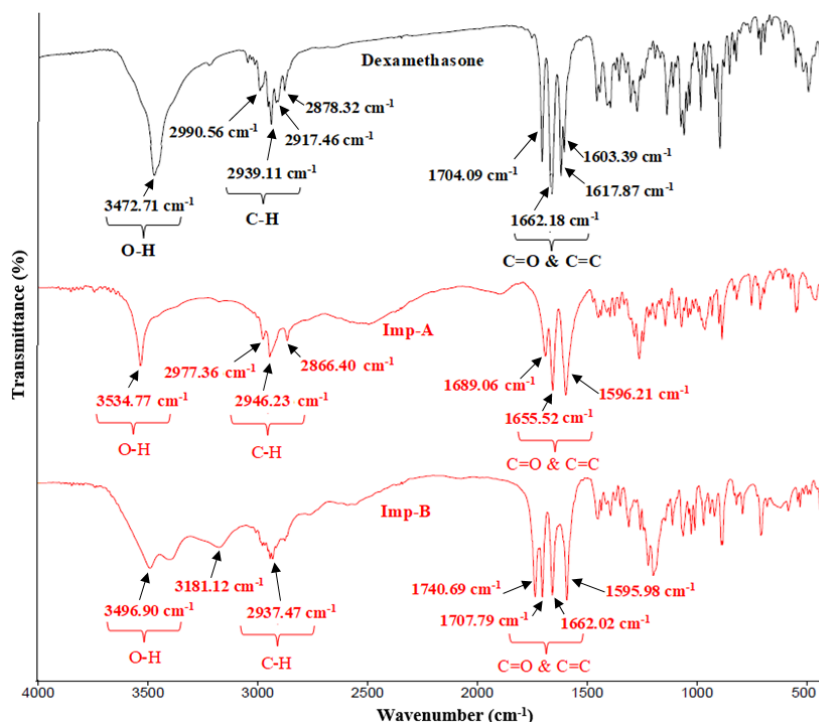 Dexamethasone
2990.56 cm-1
2878.32 cm-1
2917.46 cm-1
2939.11 cm-1
3472.71 cm-1
O-H
C-H
1704.09 cm-1
1603.39 cm-1
1617.87 cm-1
1662.18 cm-1
C=O & C=C
Transmittance (%)
Imp-A
2977.36 cm-1
2866.40 cm-1
2946.23 cm-1
3534.77 cm-1
O-H
C-H
1689.06 cm-1
1596.21 cm-1
1655.52 cm-1
C=O & C=C
Imp-B
3181.12 cm-1
3496.90 cm-1
2937.47 cm-1
O-H
C-H
1740.69 cm-1
1595.98 cm-1
1707.79 cm-1
1662.02 cm-1
C=O & C=C
4000 3500 3000 2500 2000 1500 1000 500
Wavenumber (cm-1)